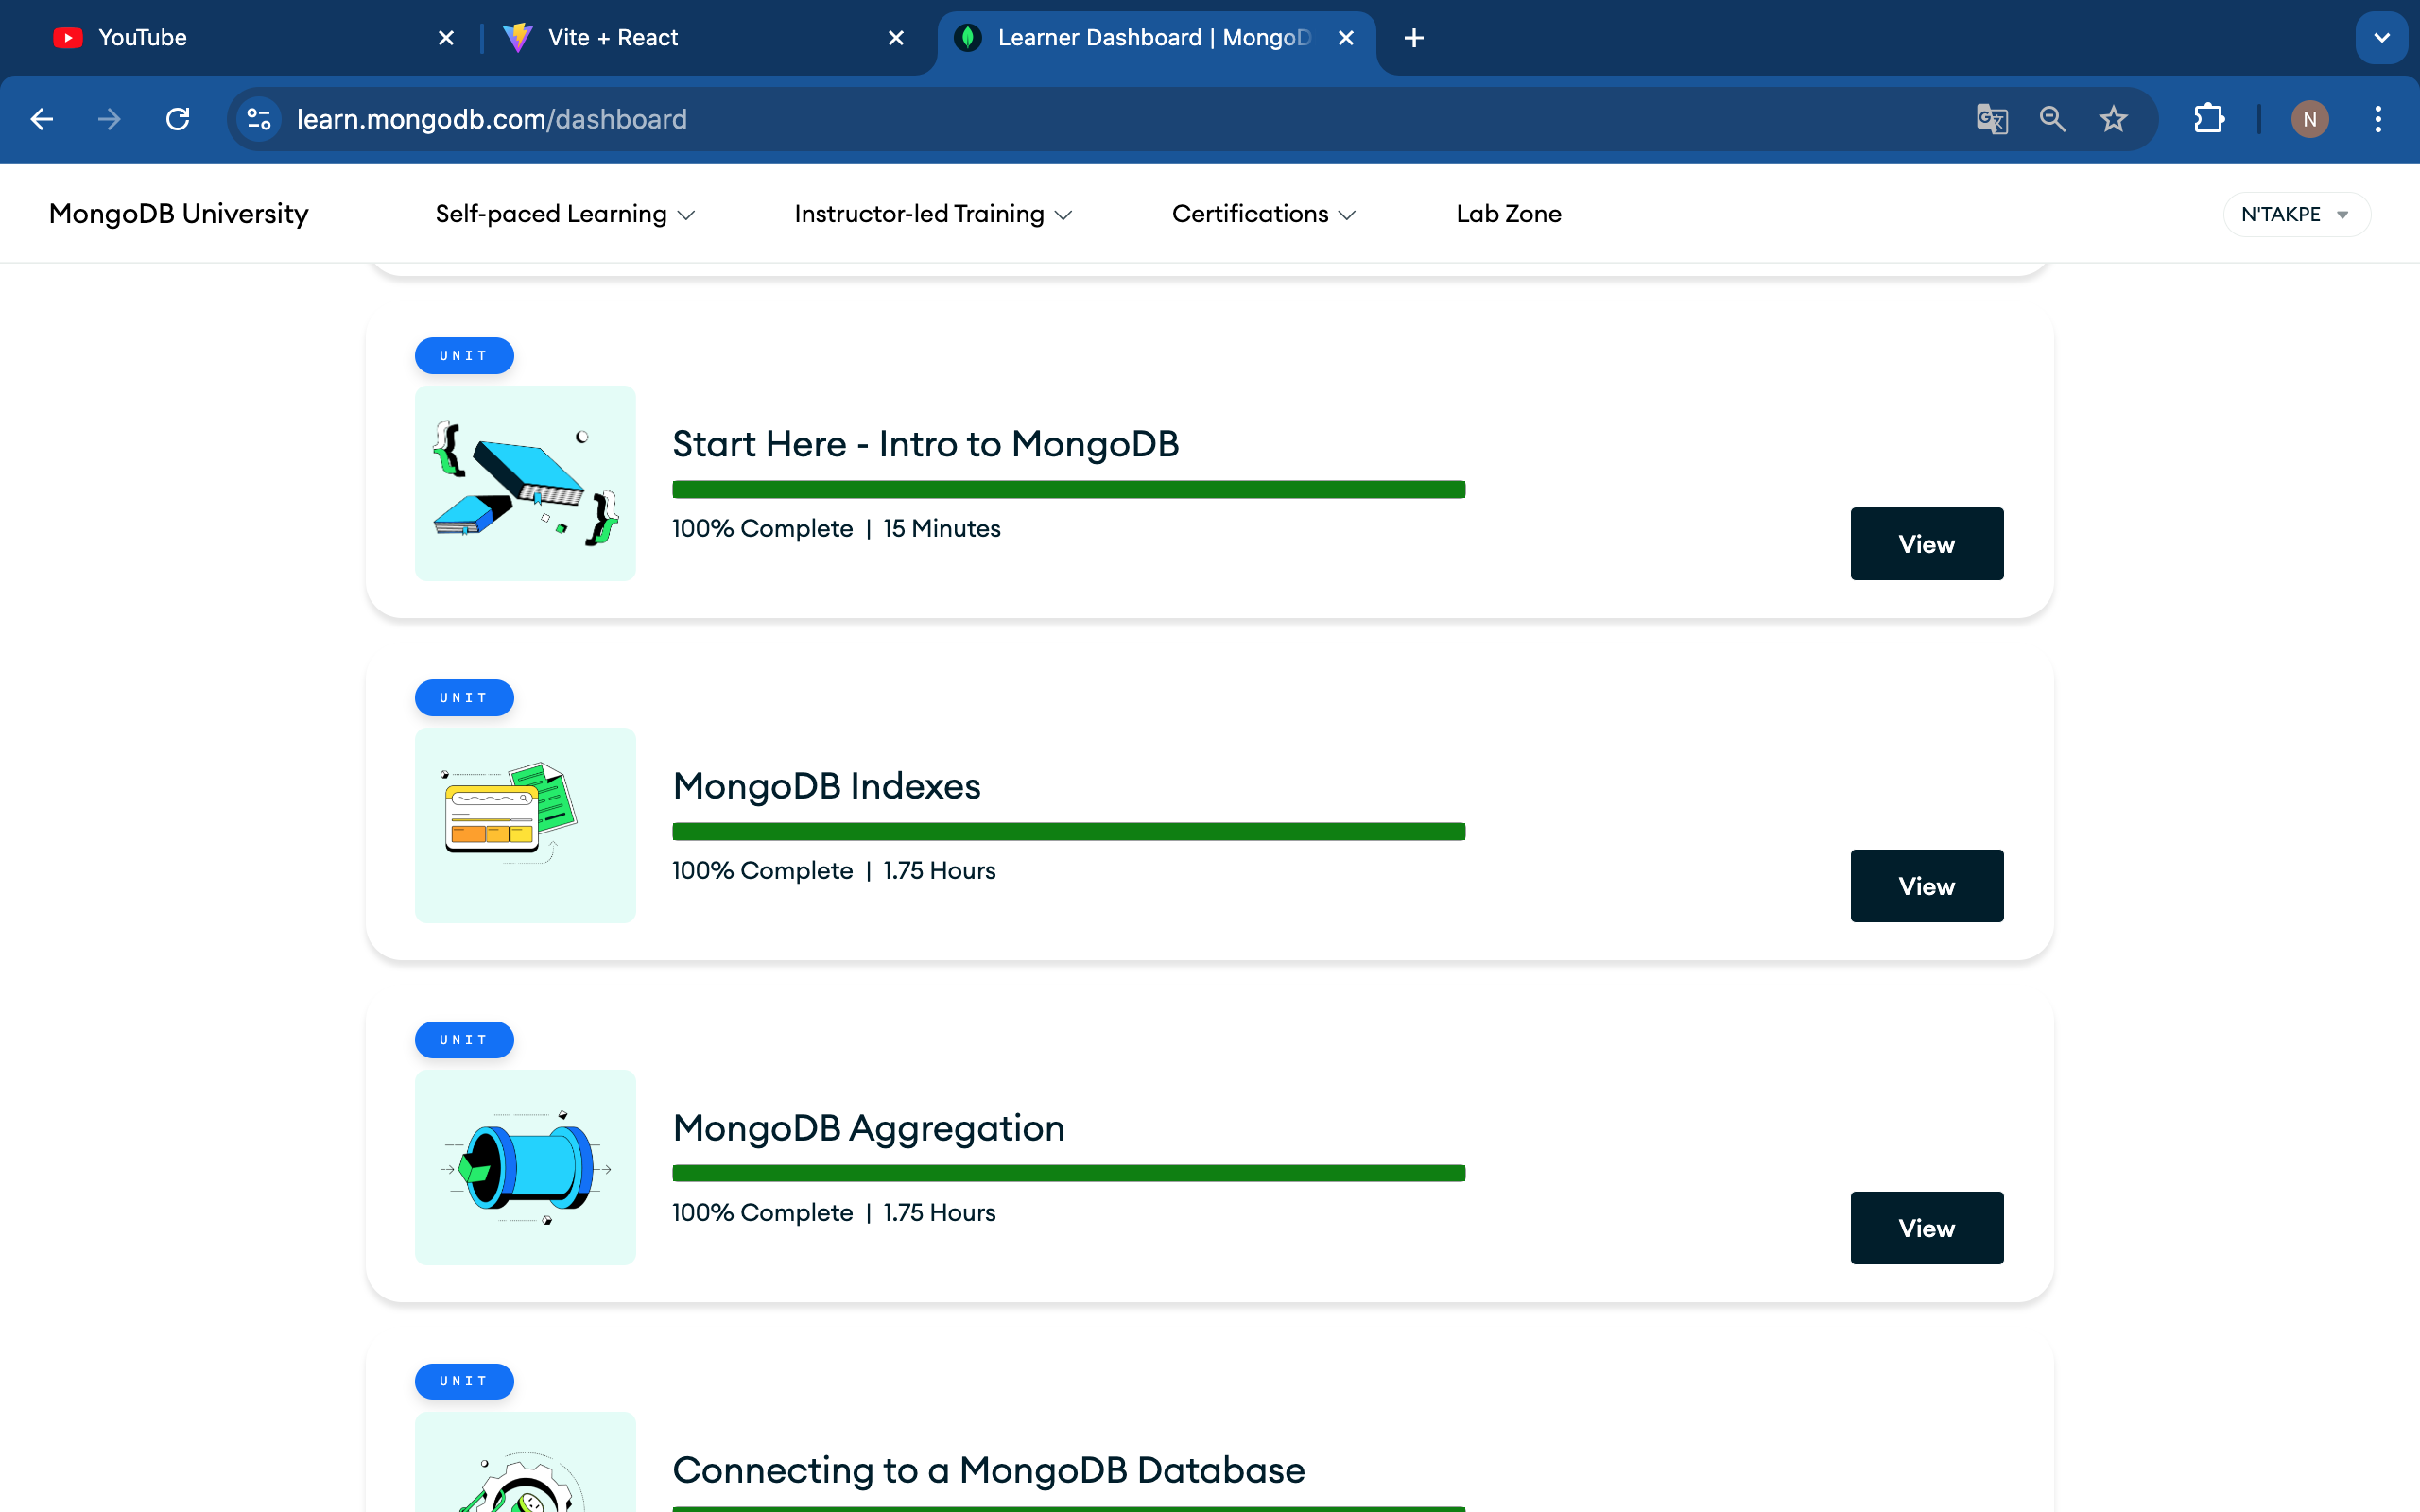 YouTube
Vite + React
Learner Dashboard | MongoD
learn.mongodb.com/dashboard
N
MongoDB University
Self-paced Learning
Instructor-led Training
Certifications
Lab Zone
N'TAKPE
UNIT
Start Here - Intro to MongoDB
100% Complete | 15 Minutes
View
UNIT
MongoDB Indexes
100% Complete | 1.75 Hours
View
UNIT
MongoDB Aggregation
100% Complete | 1.75 Hours
View
UNIT
Connecting to a MongoDB Database